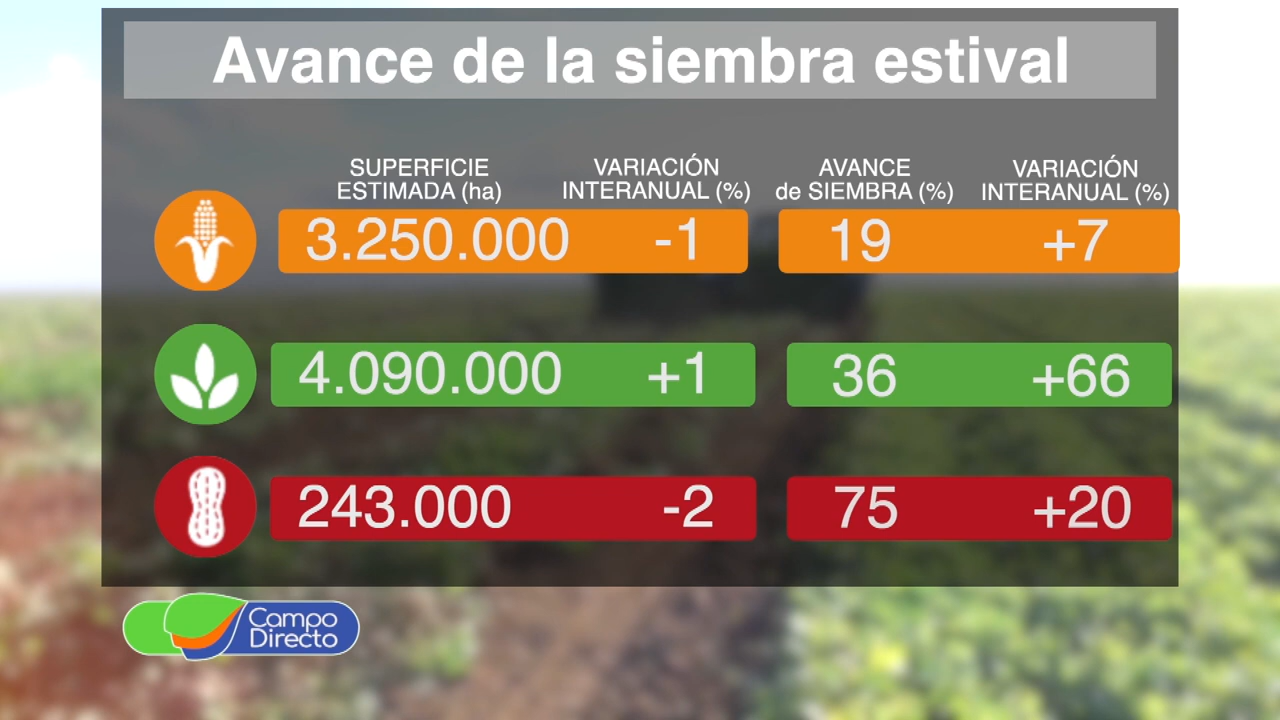 Avance de la siembra estival
SUPERFICIE
ESTIMADA (ha)
VARIACIÓN
INTERANUAL (%)
AVANCE
de SIEMBRA (%)
VARIACIÓN
INTERANUAL (%)
3.250.000 -1 19 +7
4.090.000 +1 36 +66
243.000 -2 75 +20
Campo
Directo